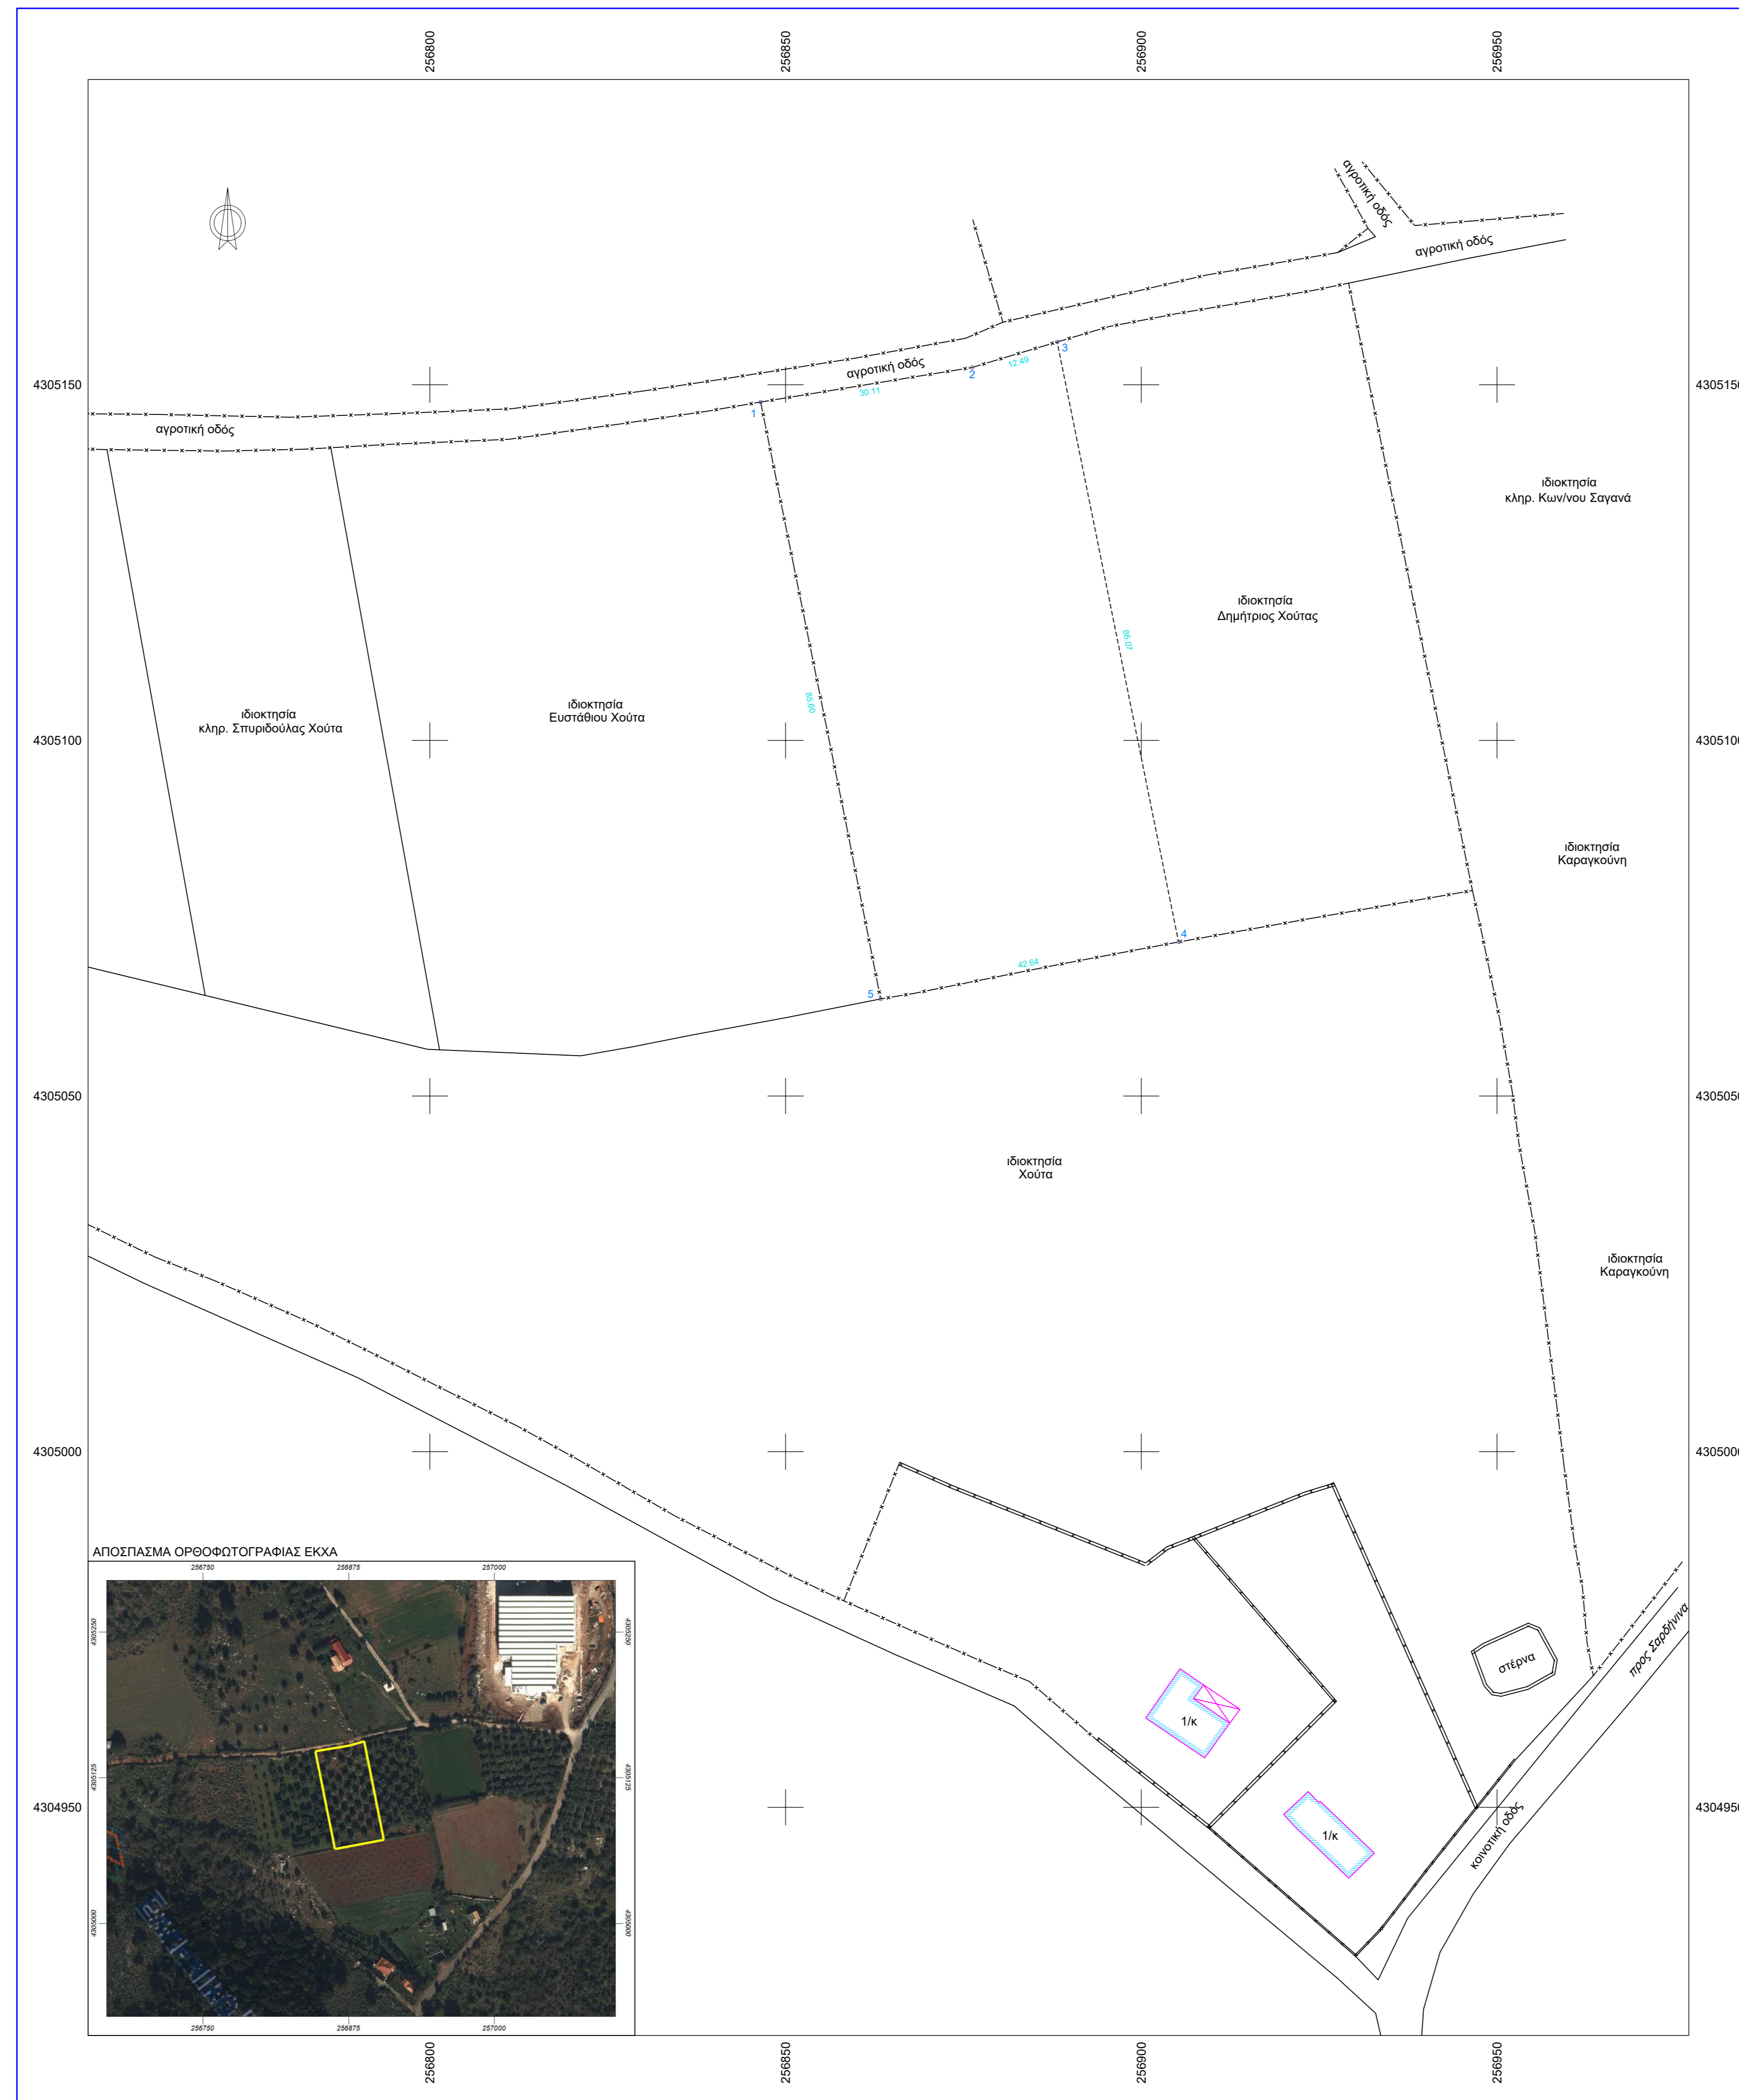 256800
256850
256900
256950
αγροτική οδός
αγροτική οδός
αγροτική οδός
3
12.49
2
30.11
1
4305150
4305150
αγροτική οδός
ιδιοκτησία
κληρ. Κων/νου Σαγανά
ιδιοκτησία
Δημήτριος Χούτας
86.07
85.60
ιδιοκτησία
Ευστάθιου Χούτα
ιδιοκτησία
κληρ. Σπυριδούλας Χούτα
4305100
4305100
ιδιοκτησία
Καραγκούνη
4
42.64
5
4305050
4305050
ιδιοκτησία
Χούτα
ιδιοκτησία
Καραγκούνη
4305000
4305000
ΑΠΟΣΠΑΣΜΑ ΟΡΘΟΦΩΤΟΓΡΑΦΙΑΣ ΕΚΧΑ
256750
256875
257000
4305250
4305250
4305125
4305125
4305000
4305000
256750
256875
257000
προς Σαρδήνινα
στέρνα
1/κ
1/κ
κοινοτική οδός
4304950
4304950
256800
256850
256900
256950